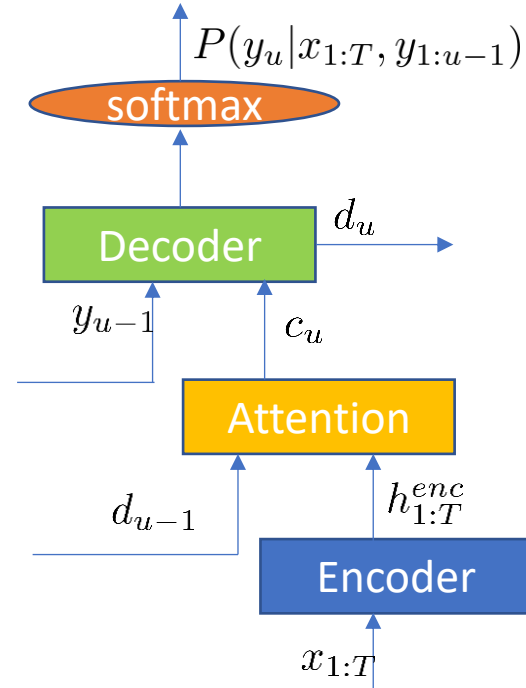 P(y_u|x_{1:T}, y_{1:u-1})
softmax
d_u
Decoder
y_{u-1}
c_u
Attention
h_{1:T}^{enc}
d_{u-1}
Encoder
x_{1:T}